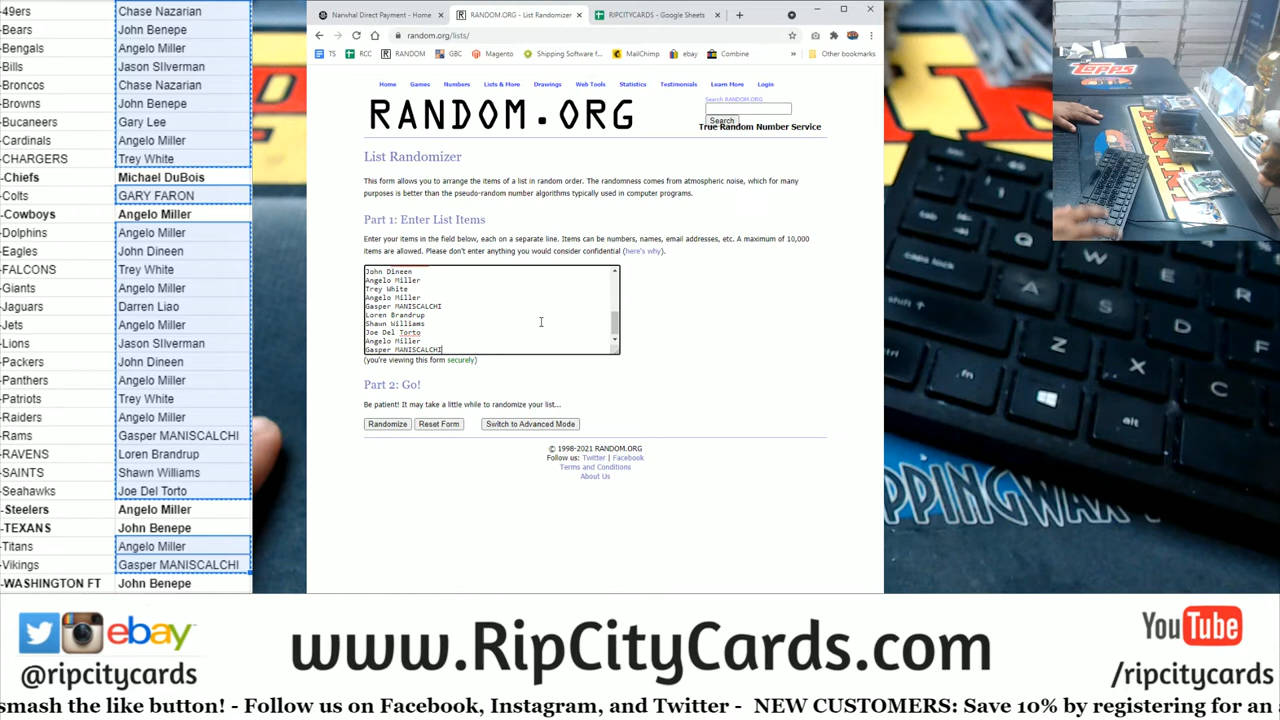 -49ers Chase Nazarian
-Bears John Benepe
-Bengals Angelo Miller
-Bills Jason SIlverman
-Broncos Chase Nazarian
-Browns John Benepe
-Bucaneers Gary Lee
-Cardinals Angelo Miller
-CHARGERS Trey White
-Chiefs Michael DuBois
-Colts GARY FARON
-Cowboys Angelo Miller
-Dolphins Angelo Miller
-Eagles John Dineen
-FALCONS Trey White
-Giants Angelo Miller
-Jaguars Darren Liao
-Jets Angelo Miller
-Lions Jason SIlverman
-Packers John Dineen
-Panthers Angelo Miller
-Patriots Trey White
-Raiders Angelo Miller
-Rams Gasper MANISCALCHI
-RAVENS Loren Brandrup
-SAINTS Shawn Williams
-Seahawks Joe Del Torto
-Steelers Angelo Miller
-TEXANS John Benepe
-Titans Angelo Miller
-Vikings Gasper MANISCALCHI
-WASHINGTON FT John Benepe
Narwhal Direct Payment - Home
RANDOM.ORG - List Randomizer
RIPCITYCARDS - Google Sheets
random.org/lists/
TS RCC RANDOM GBC Magento Shipping Software f... MailChimp ebay Combine » Other bookmarks
Home Games Numbers Lists & More Drawings Web Tools Statistics Testimonials Learn More Login
RANDOM.ORG
Search RANDOM.ORG
Search
True Random Number Service
List Randomizer
This form allows you to arrange the items of a list in random order. The randomness comes from atmospheric noise, which for many
purposes is better than the pseudo-random number algorithms typically used in computer programs.
Part 1: Enter List Items
Enter your items in the field below, each on a separate line. Items can be numbers, names, email addresses, etc. A maximum of 10,000
items are allowed. Please don't enter anything you would consider confidential (here's why).
John Dineen
Angelo Miller
Trey White
Angelo Miller
Gasper MANISCALCHI
Loren Brandrup
Shawn Williams
Joe Del Torto
Angelo Miller
Gasper MANISCALCHI
(you're viewing this form securely)
Part 2: Go!
Be patient! It may take a little while to randomize your list...
Randomize Reset Form Switch to Advanced Mode
© 1998-2021 RANDOM.ORG
Follow us: Twitter | Facebook
Terms and Conditions
About Us
Topps
PANINI
W
A
S
Z
X
C
caps lock
shift
ctrl
fn
alt
PPINGWAX
ebay
@ripcitycards
www.RipCityCards.com
YouTube
/ripcitycards
smash the like button! - Follow us on Facebook, Instagram, and Twitter - NEW CUSTOMERS: Save 10% by registering for an